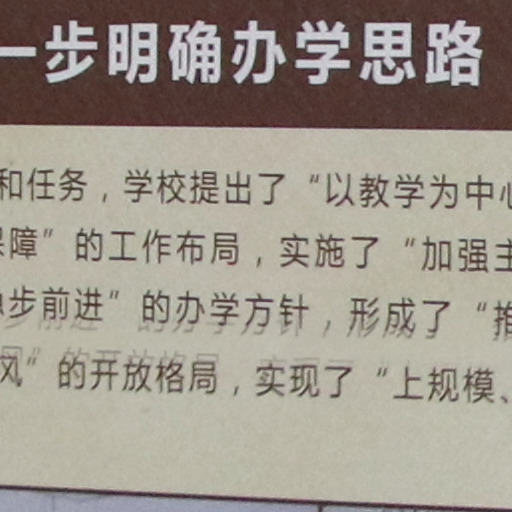 一步明确办学思路
和任务，学校提出了“以教学为中心
保障”的工作布局，实施了“加强主
步前进”的办学方针，形成了“推
风”的开放格局，实现了“上规模、